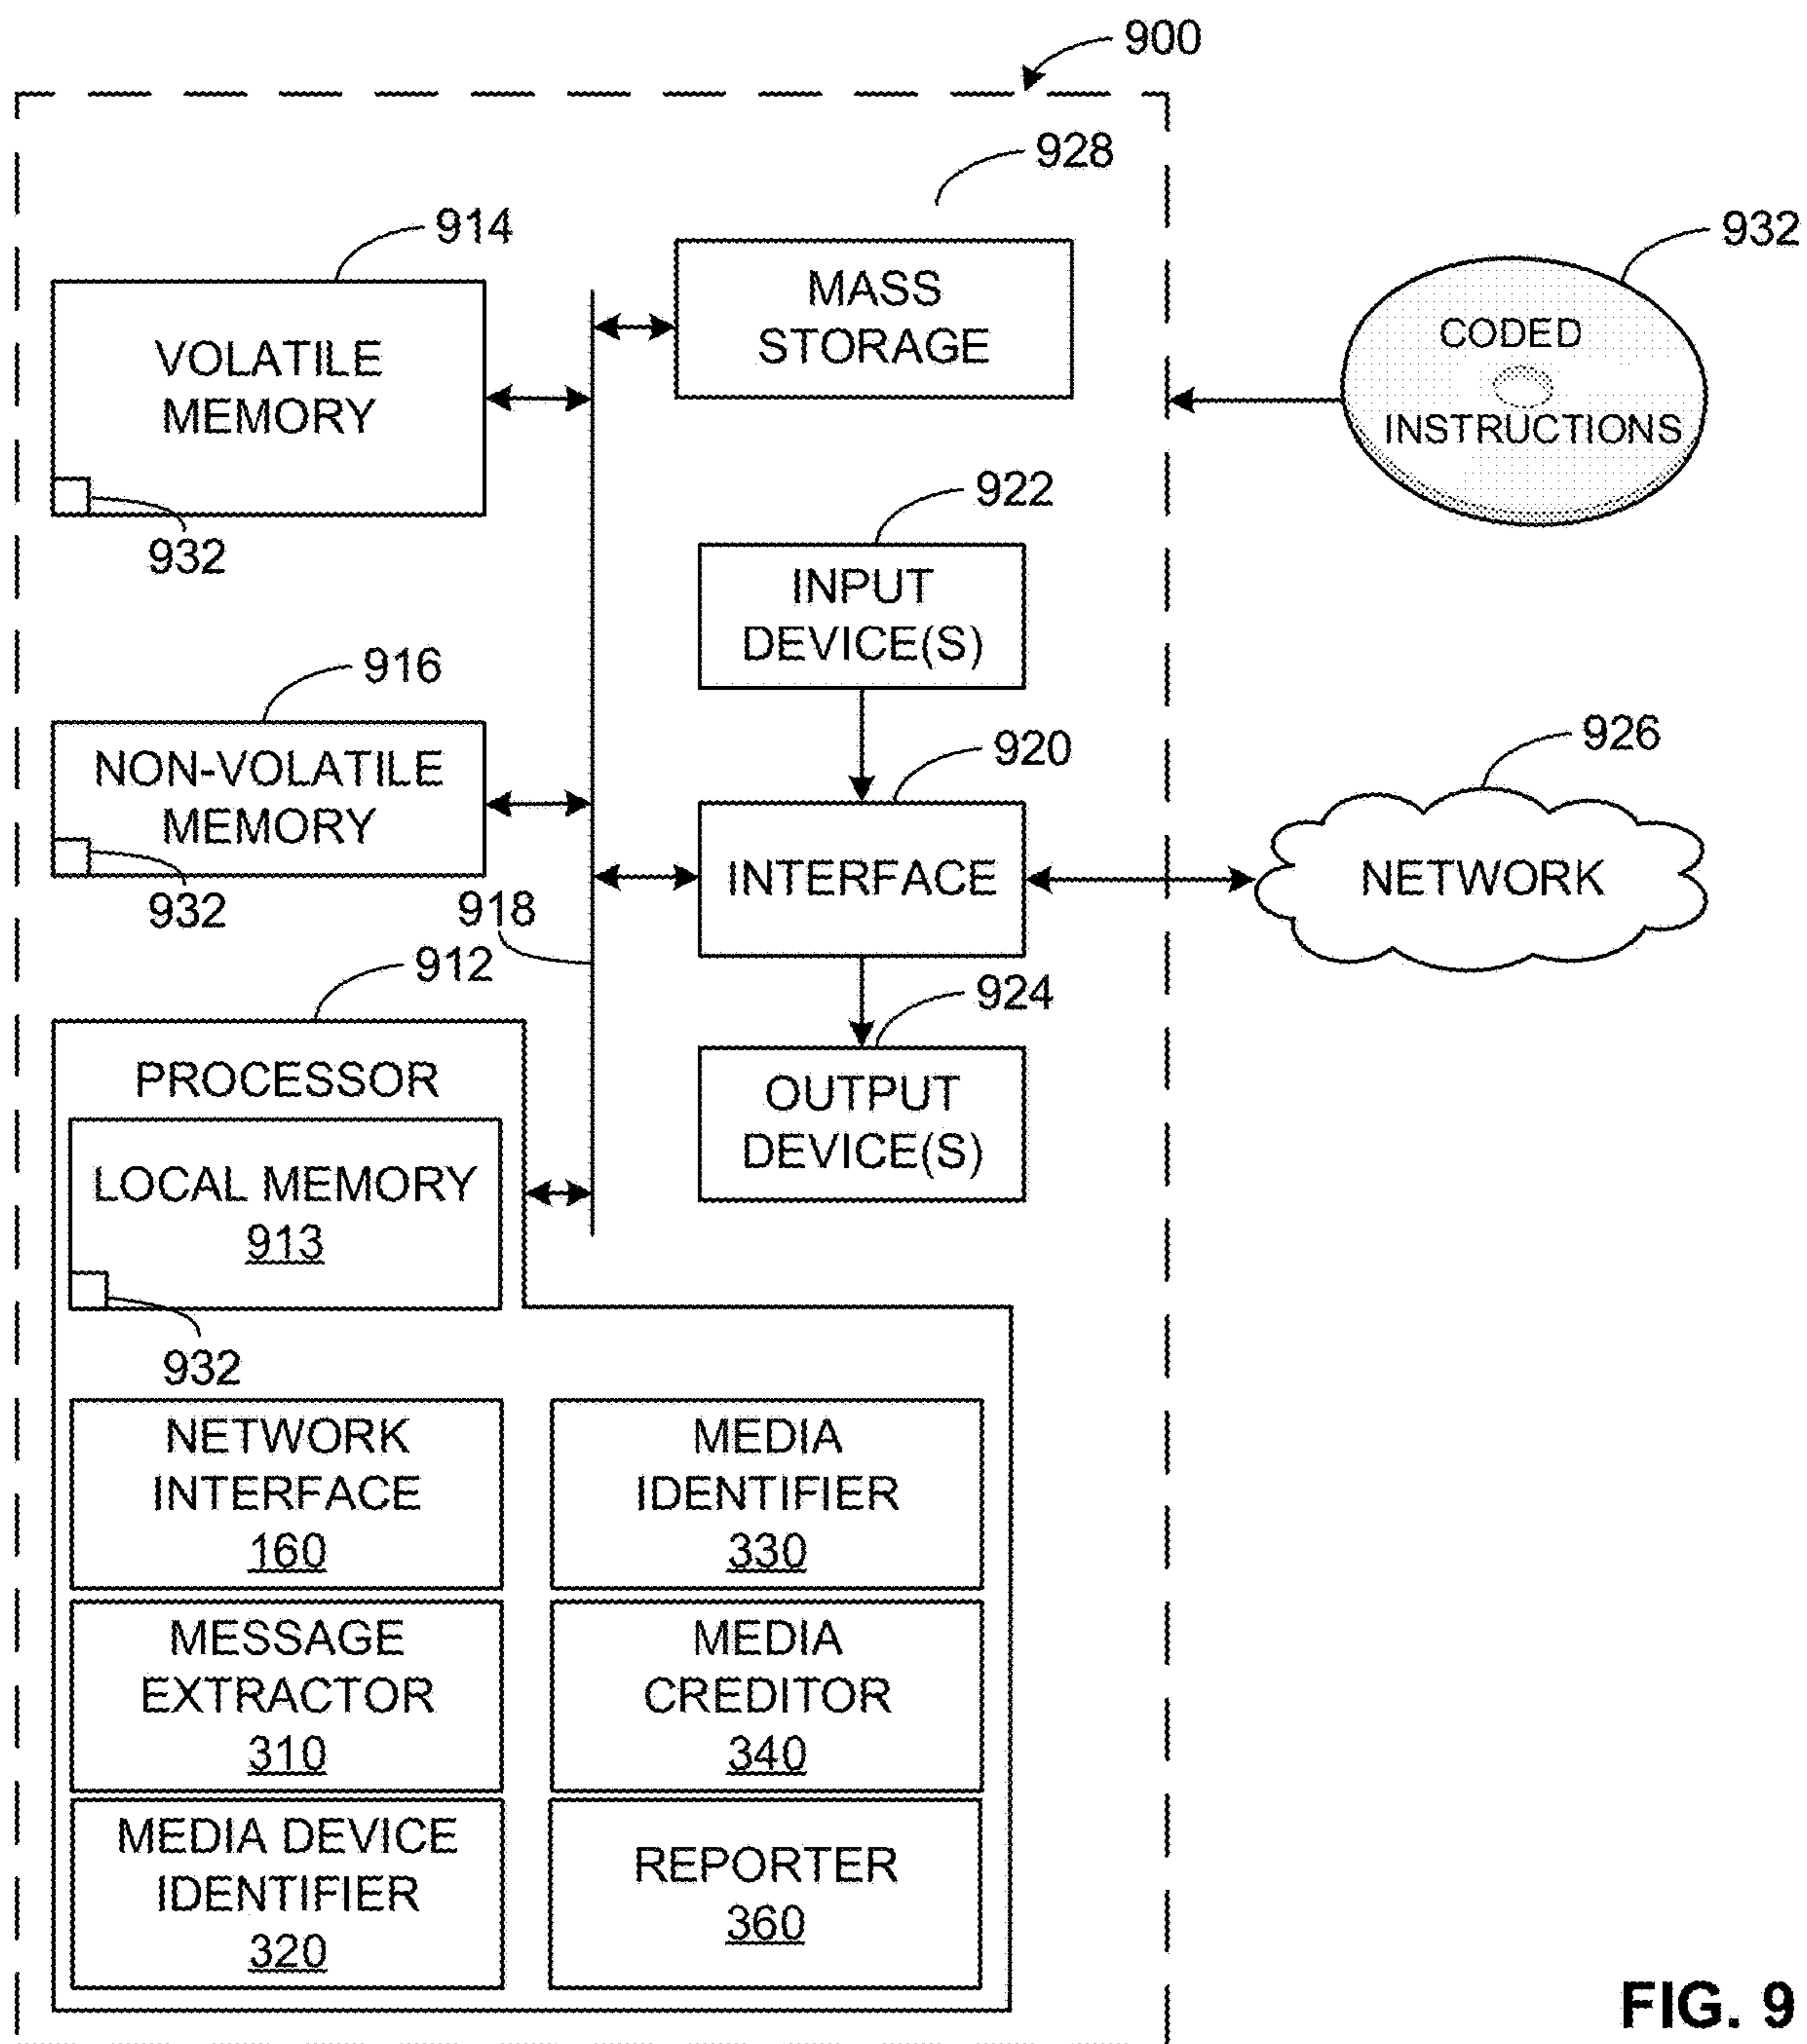 900
928
914
MASS
STORAGE
932
VOLATILE
MEMORY
CODED
INSTRUCTIONS
932
922
INPUT
DEVICE(S)
916
NON-VOLATILE
MEMORY
932
920
INTERFACE
926
NETWORK
918
912
924
OUTPUT
DEVICE(S)
PROCESSOR
LOCAL MEMORY
913
932
NETWORK
INTERFACE
160
MEDIA
IDENTIFIER
330
MESSAGE
EXTRACTOR
310
MEDIA
CREDITOR
340
MEDIA DEVICE
IDENTIFIER
320
REPORTER
360
FIG. 9